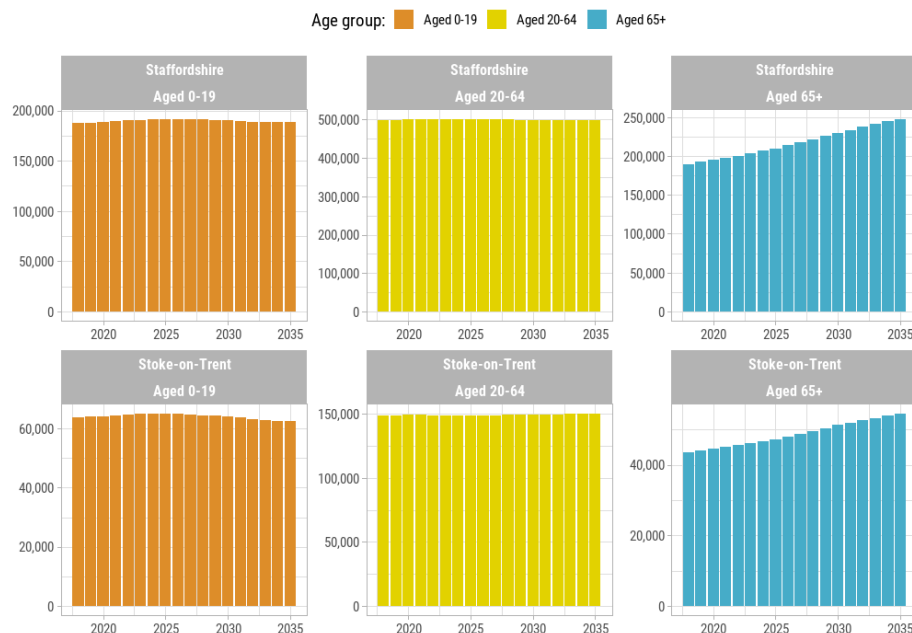 Age group: Aged 0-19 Aged 20-64 Aged 65+
Staffordshire Staffordshire Staffordshire
Aged 0-19 Aged 20-64 Aged 65+
200,000 500,000 250,000
150,000 400,000 200,000
100,000 300,000 150,000
50,000 200,000 100,000
0 100,000 50,000
0 0
2020 2025 2030 2035 2020 2025 2030 2035 2020 2025 2030 2035
Stoke-on-Trent Stoke-on-Trent Stoke-on-Trent
Aged 0-19 Aged 20-64 Aged 65+
60,000 150,000 40,000
40,000 100,000 20,000
20,000 50,000 0
0 0
2020 2025 2030 2035 2020 2025 2030 2035 2020 2025 2030 2035